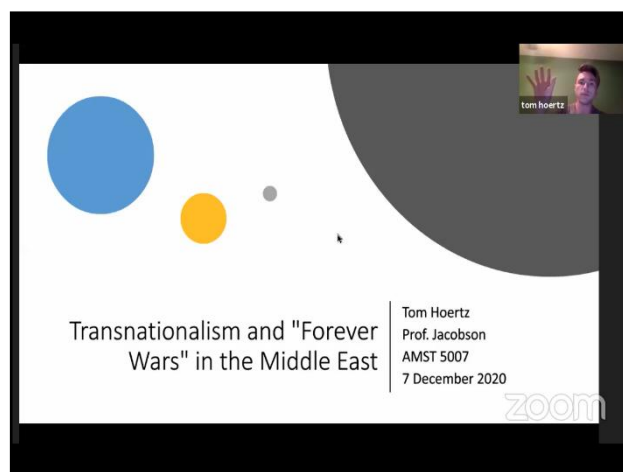 tom hoertz
Transnationalism and "Forever
Wars" in the Middle East
Tom Hoertz
Prof. Jacobson
AMST 5007
7 December 2020
zoom